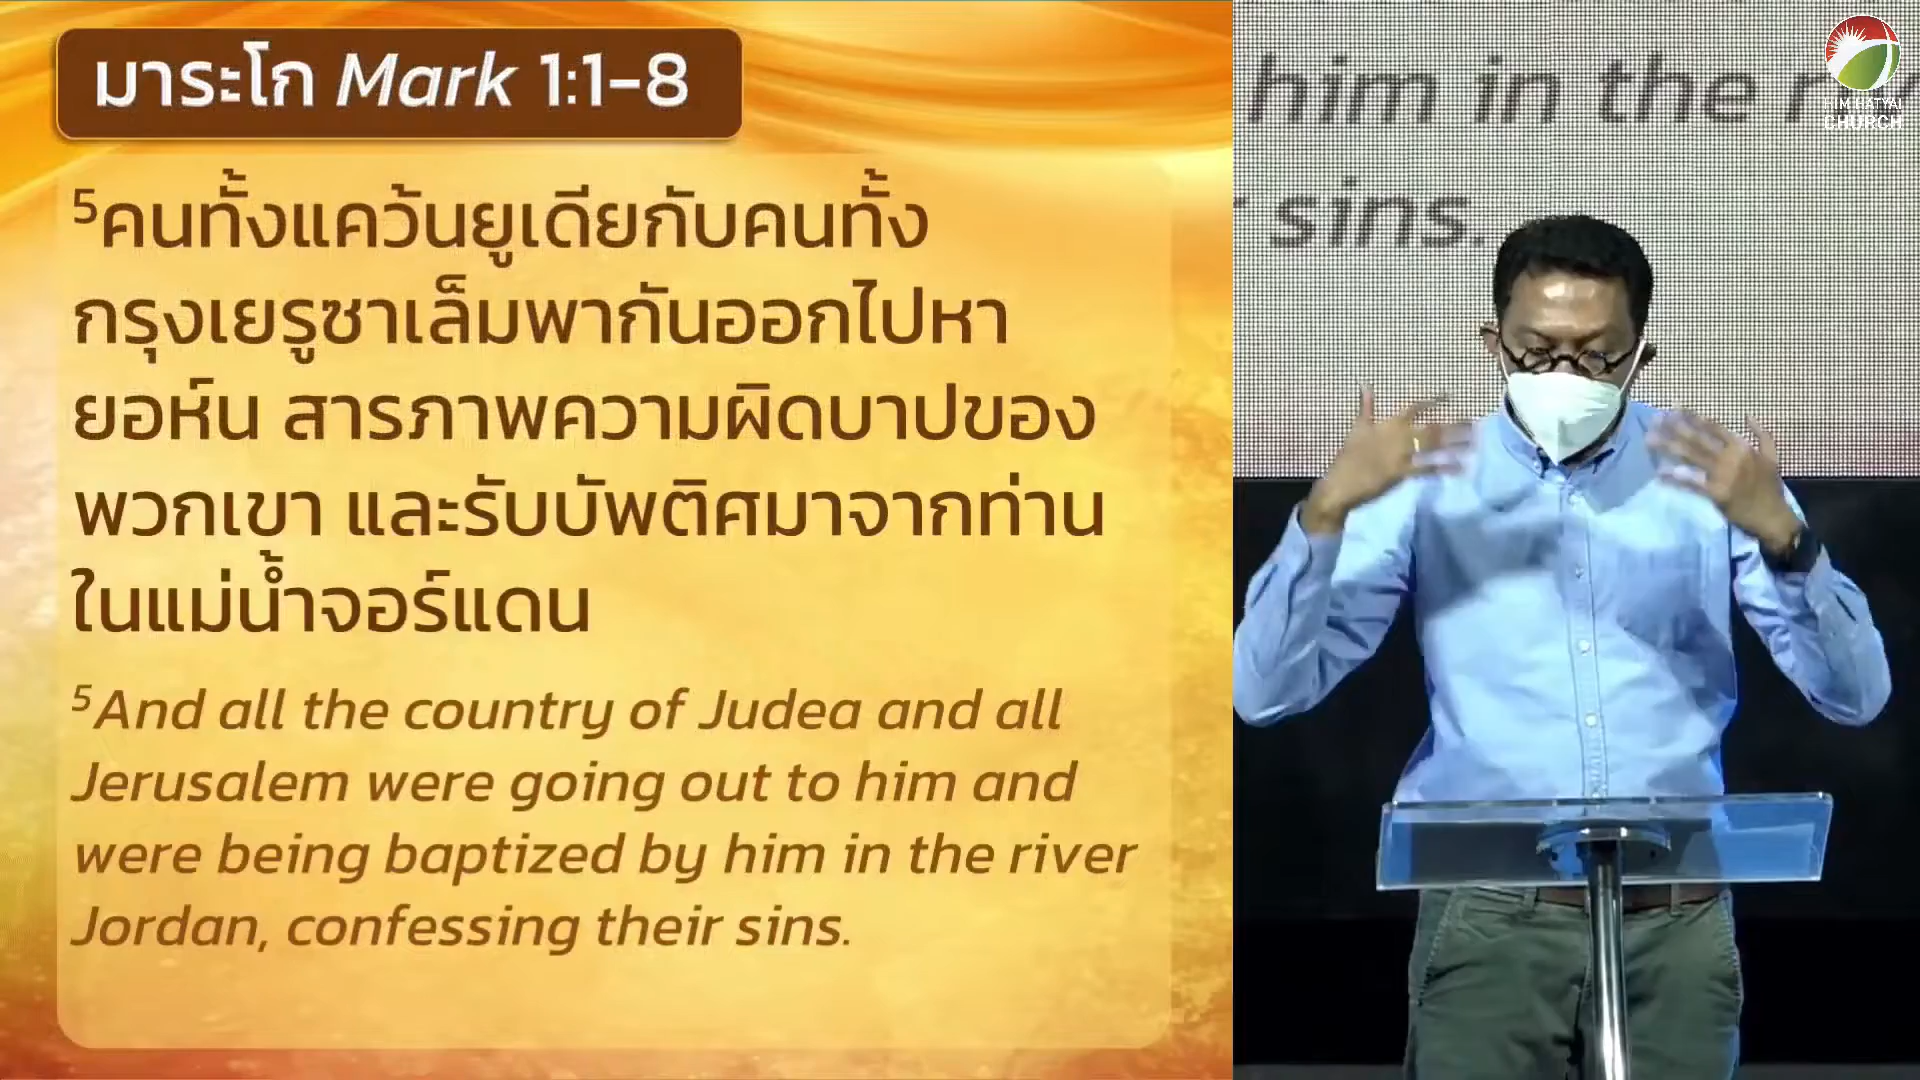 มาระโก Mark 1:1-8
5คนทั้งแคว้นยูเดียกับคนทั้ง
กรุงเยรูซาเล็มพากันออกไปหา
ยอห์น สารภาพความผิดบาปของ
พวกเขา และรับบัพติศมาจากท่าน
ในแม่น้ำจอร์แดน
5And all the country of Judea and all
Jerusalem were going out to him and
were being baptized by him in the river
Jordan, confessing their sins.
him in the riv
sins.
HIM HATYAI
CHURCH